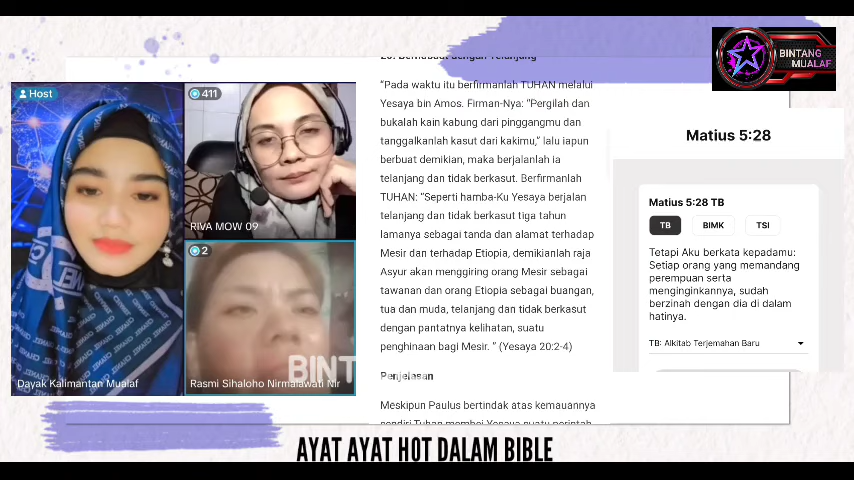 BINTANG
MUALAF
Host
411
RIVA MOW 09
2
Dayak Kalimantan Mualaf
Rasmi Sihaloho Nirmalawati Nir
BINT
“Pada waktu itu berfirmanlah TUHAN melalui
Yesaya bin Amos. Firman-Nya: “Pergilah dan
bukalah kain kabung dari pinggangmu dan
tanggalkanlah kasut dari kakimu,” lalu iapun
berbuat demikian, maka berjalanlah ia
telanjang dan tidak berkasut. Berfirmanlah
TUHAN: “Seperti hamba-Ku Yesaya berjalan
telanjang dan tidak berkasut tiga tahun
lamanya sebagai tanda dan alamat terhadap
Mesir dan terhadap Etiopia, demikianlah raja
Asyur akan menggiring orang Mesir sebagai
tawanan dan orang Etiopia sebagai buangan,
tua dan muda, telanjang dan tidak berkasut
dengan pantatnya kelihatan, suatu
penghinaan bagi Mesir. ” (Yesaya 20:2-4)
Penjelasan
Meskipun Paulus bertindak atas kemauannya
Matius 5:28
Matius 5:28 TB
TB BIMK TSI
Tetapi Aku berkata kepadamu:
Setiap orang yang memandang
perempuan serta
menginginkannya, sudah
berzinah dengan dia di dalam
hatinya.
TB: Alkitab Terjemahan Baru
AYAT AYAT HOT DALAM BIBLE